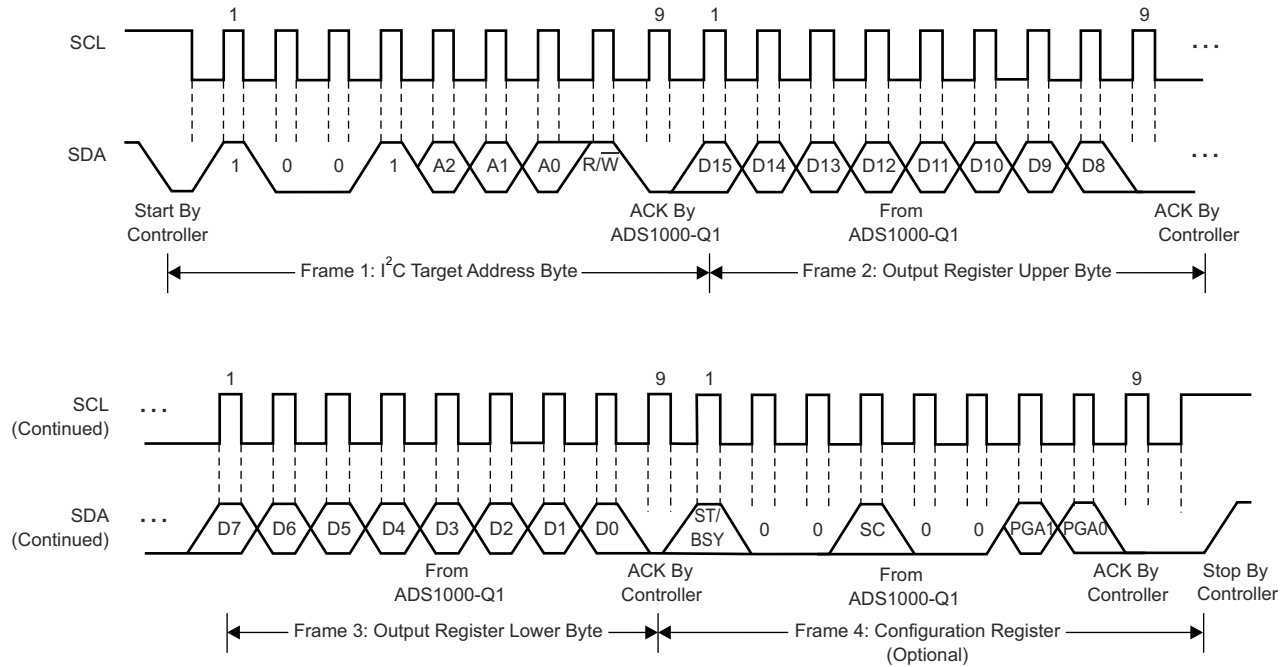 1 9 1 9
SCL ...
SDA 1 0 0 1 A2 A1 A0 R/W̅ D15 D14 D13 D12 D11 D10 D9 D8 ...
Start By
Controller
ACK By
ADS1000-Q1
From
ADS1000-Q1
ACK By
Controller
Frame 1: I²C Target Address Byte
Frame 2: Output Register Upper Byte
1 9 1 9
SCL
(Continued)
...
SDA
(Continued)
... D7 D6 D5 D4 D3 D2 D1 D0 ST/
BSY
0 0 SC 0 0 PGA1 PGA0
From
ADS1000-Q1
ACK By
Controller
From
ADS1000-Q1
ACK By
Controller
Stop By
Controller
Frame 3: Output Register Lower Byte
Frame 4: Configuration Register
(Optional)